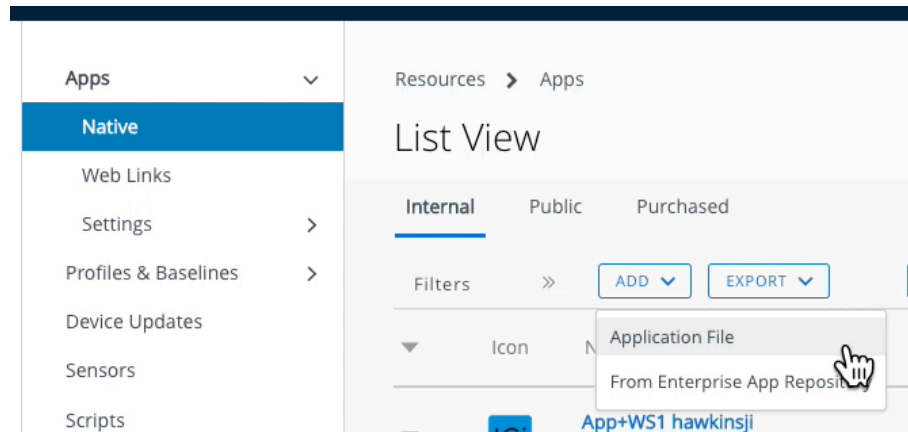 Apps
Native
Web Links
Settings
Profiles & Baselines
Device Updates
Sensors
Scripts
Resources > Apps
List View
Internal Public Purchased
Filters » ADD EXPORT
Application File
Icon
From Enterprise App Repository
App+WS1 hawkinsji